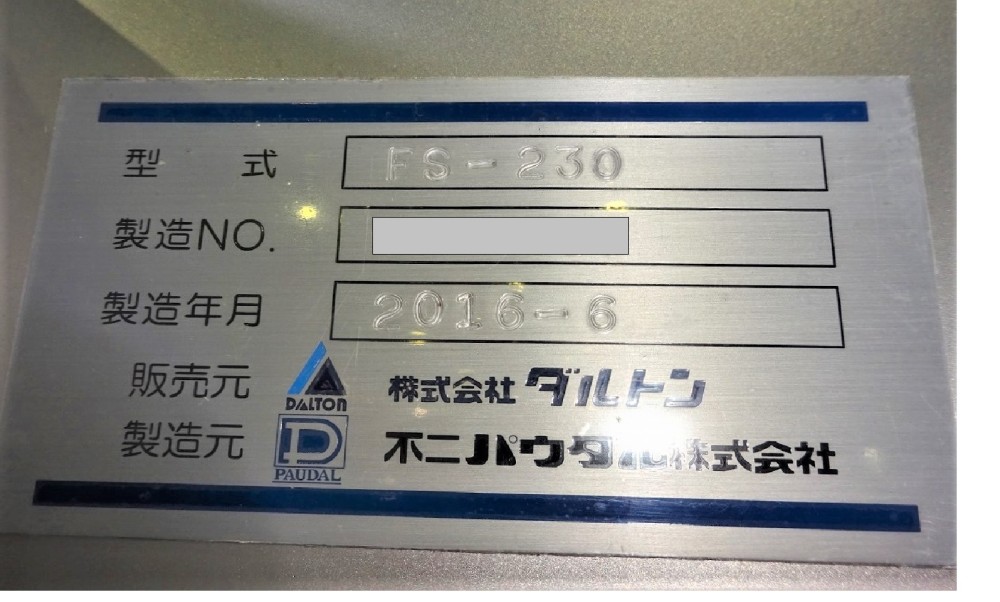 型 式 FS-230
製造NO.
製造年月 2016-6
販売元 DALTON 株式会社 ダルトン
製造元 PAUDAL 不二パウダル株式会社